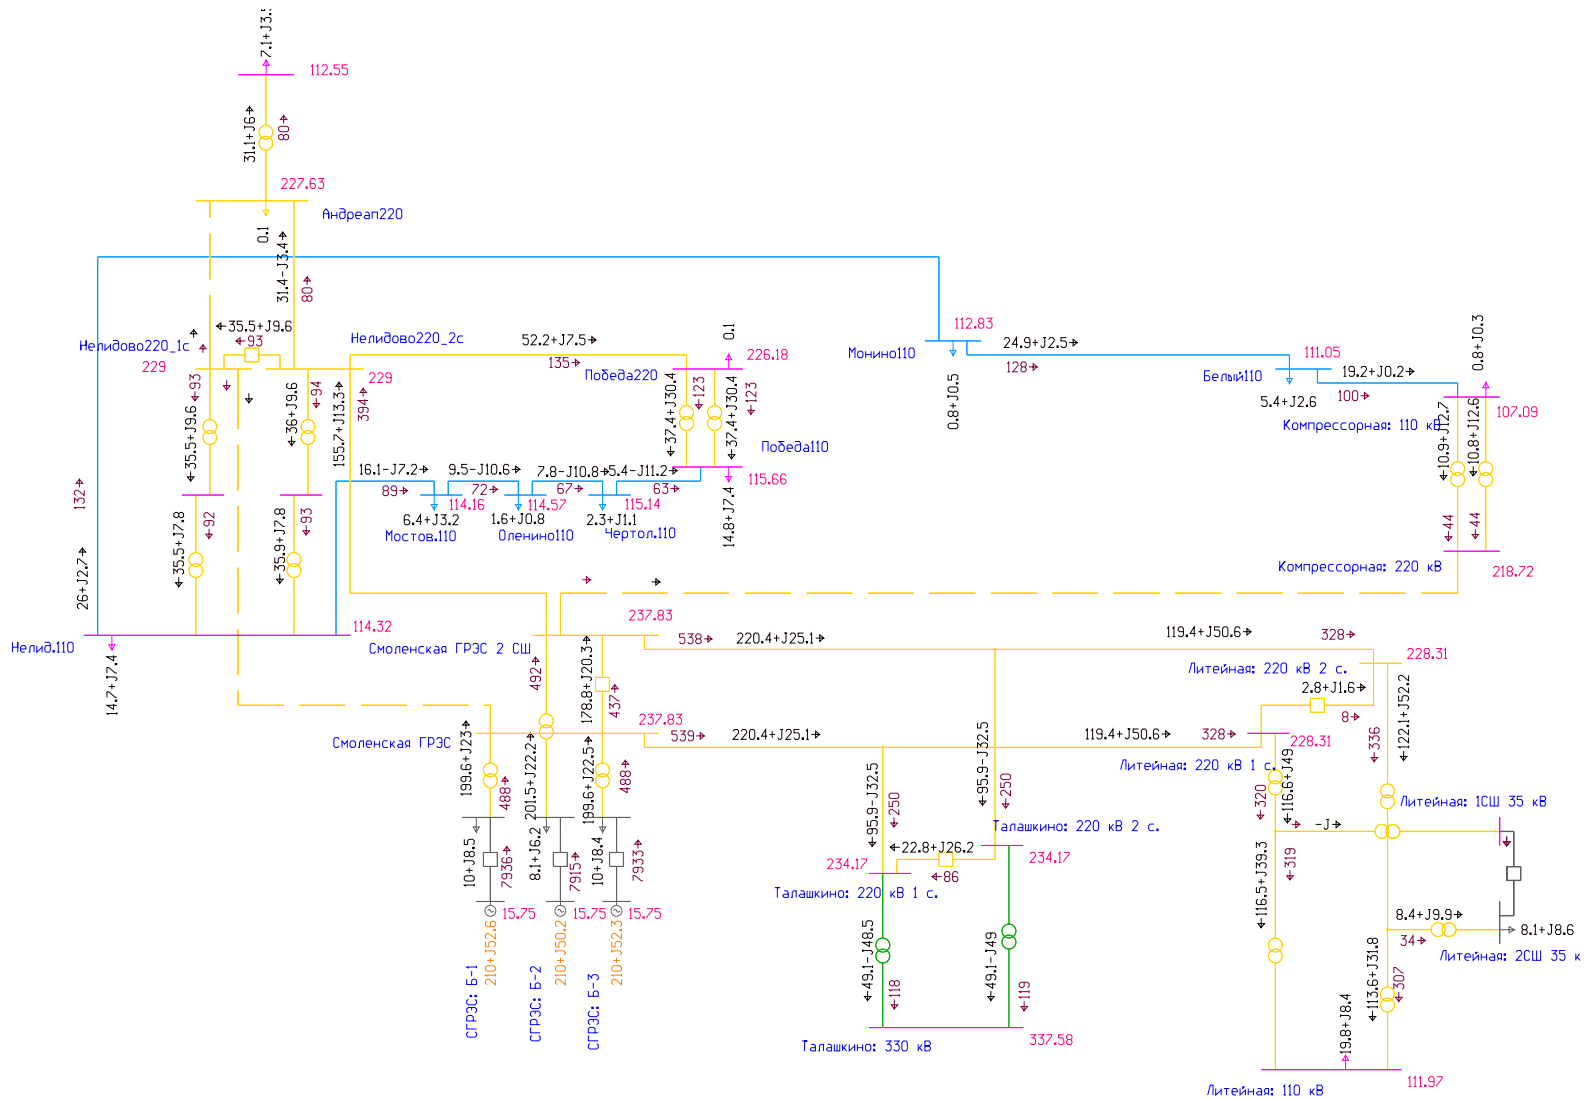 7.1+J3.
112.55
31.1+J6
80
227.63
Андреап220
0.1
31.4-J3.4
80
35.5+J9.6
93
Нелидово220_1с
229
Нелидово220_2с
229
52.2+J7.5
135
Победа220
226.18
0.1
93
35.5+J9.6
94
36+J9.6
155.7+J13.3
394
123
37.4+J30.4
123
37.4+J30.4
Победа110
115.66
14.8+J7.4
16.1-J7.2
89
9.5-J10.6
72
7.8-J10.8
67
5.4-J11.2
63
114.16
114.57
115.14
6.4+J3.2
1.6+J0.8
2.3+J1.1
Мостов.110
Оленино110
Чертол.110
132
26+J2.7
92
35.5+J7.8
93
35.9+J7.8
114.32
Нелид.110
14.7+J7.4
112.83
Монино110
24.9+J2.5
128
0.8+J0.5
111.05
Белый110
5.4+J2.6
19.2+J0.2
100
0.8+J0.3
107.09
Компрессорная: 110 кВ
10.9+J12.7
10.8+J12.6
44
44
Компрессорная: 220 кВ
218.72
237.83
Смоленская ГРЭС 2 СШ
538
220.4+J25.1
119.4+J50.6
328
228.31
Литейная: 220 кВ 2 с.
492
178.8+J20.3
437
2.8+J1.6
8
237.83
Смоленская ГРЭС
539
220.4+J25.1
119.4+J50.6
328
228.31
Литейная: 220 кВ 1 с.
336
122.1+J52.2
199.6+J23
488
201.5+J22.2
199.6+J22.5
488
95.9-J32.5
250
95.9-J32.5
250
320
116.6+J49
-J
Литейная: 1СШ 35 кВ
Талашкино: 220 кВ 2 с.
22.8+J26.2
86
234.17
234.17
Талашкино: 220 кВ 1 с.
319
116.5+J39.3
10+J8.5
7936
8.1+J6.2
7915
10+J8.4
7933
15.75
15.75
15.75
210+J52.6
210+J50.2
210+J52.3
СГРЭС: Б-1
СГРЭС: Б-2
СГРЭС: Б-3
49.1-J48.5
118
49.1-J49
119
Талашкино: 330 кВ
337.58
8.4+J9.9
34
8.1+J8.6
Литейная: 2СШ 35 к
113.6+J31.8
307
19.8+J8.4
Литейная: 110 кВ
111.97